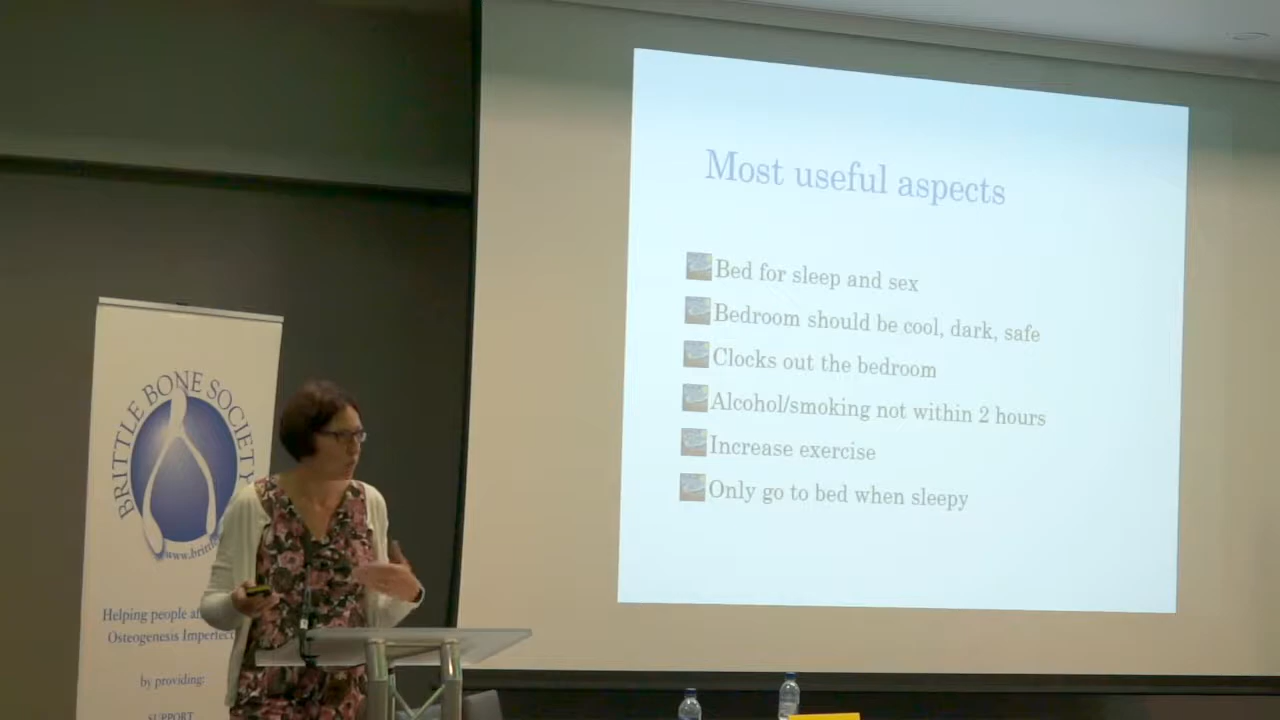 Most useful aspects
Bed for sleep and sex
Bedroom should be cool, dark, safe
Clocks out the bedroom
Alcohol/smoking not within 2 hours
Increase exercise
Only go to bed when sleepy
BRITTLE BONE SOCIETY
Helping people
Osteogenesis
by providing:
SUPPORT